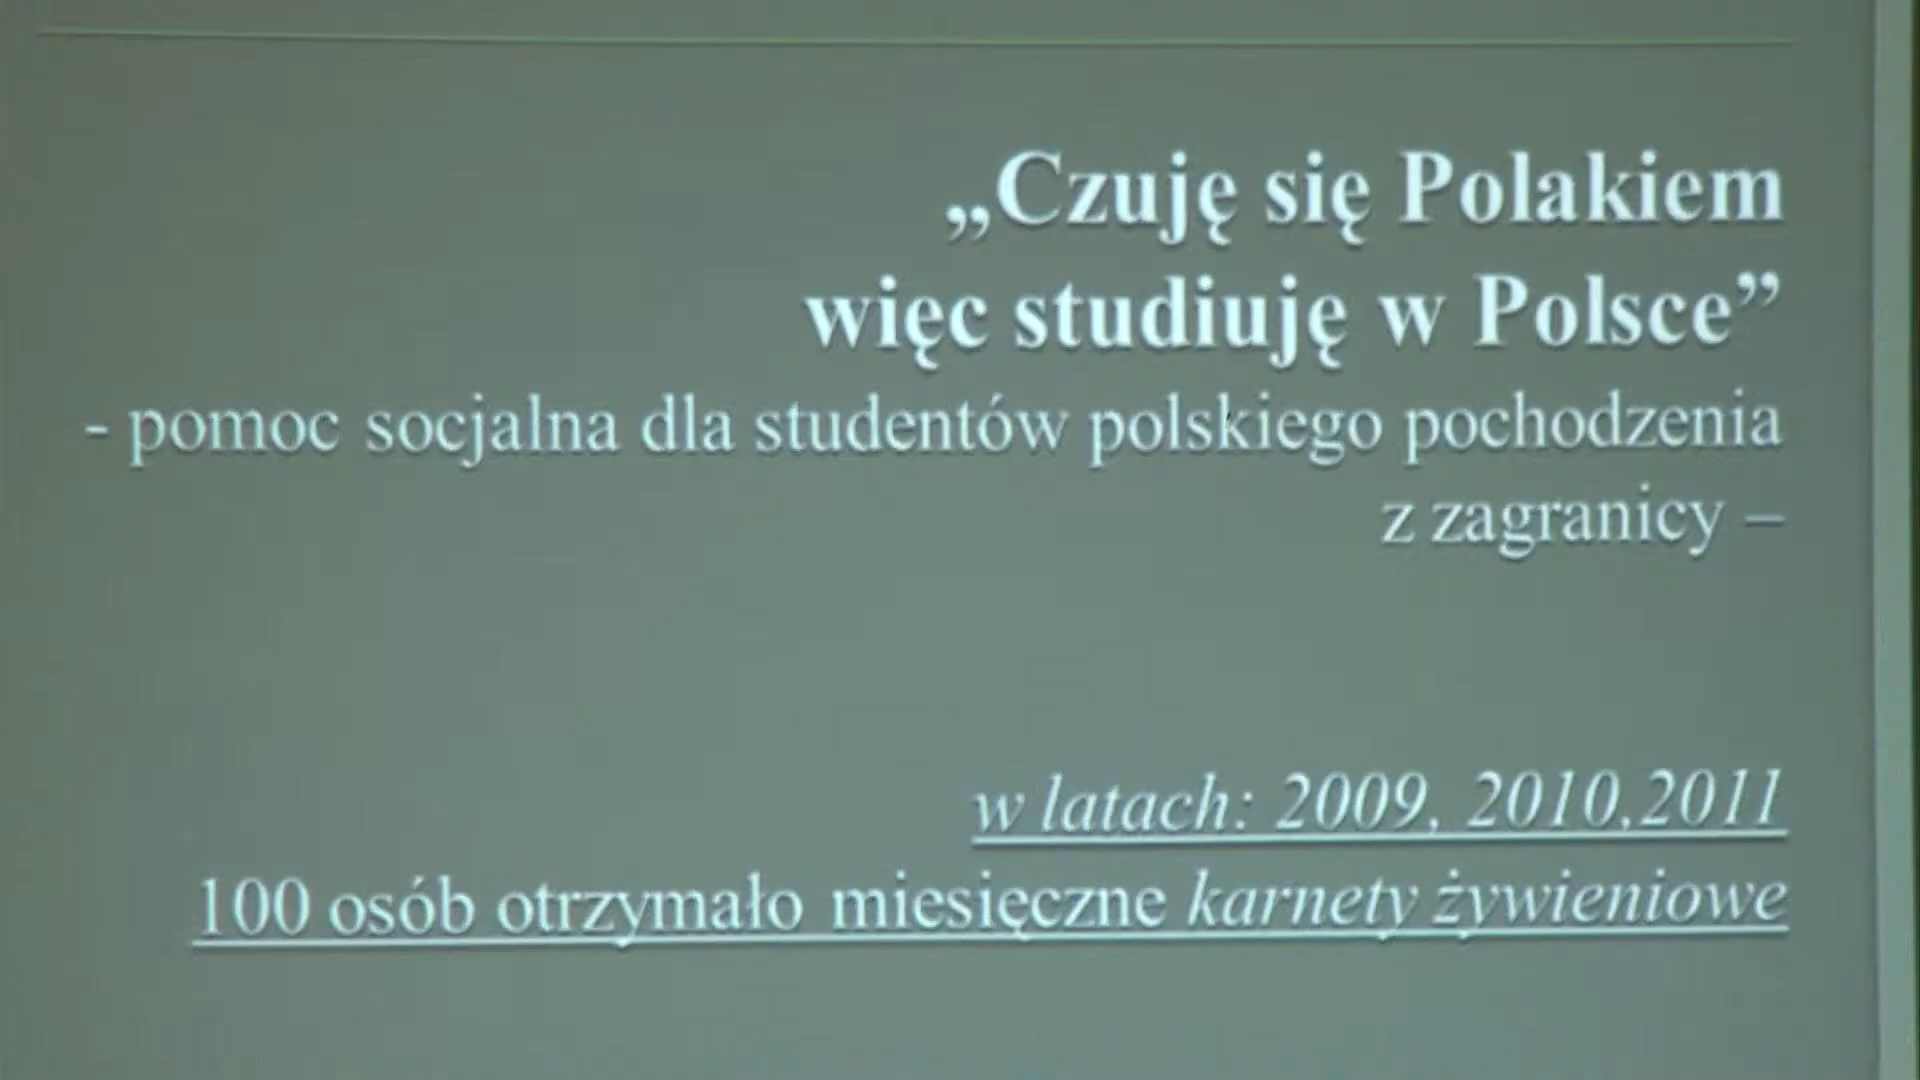 „Czuję się Polakiem
więc studiuję w Polsce”
- pomoc socjalna dla studentów polskiego pochodzenia
z zagranicy –
w latach: 2009, 2010,2011
100 osób otrzymało miesięczne karnety żywieniowe